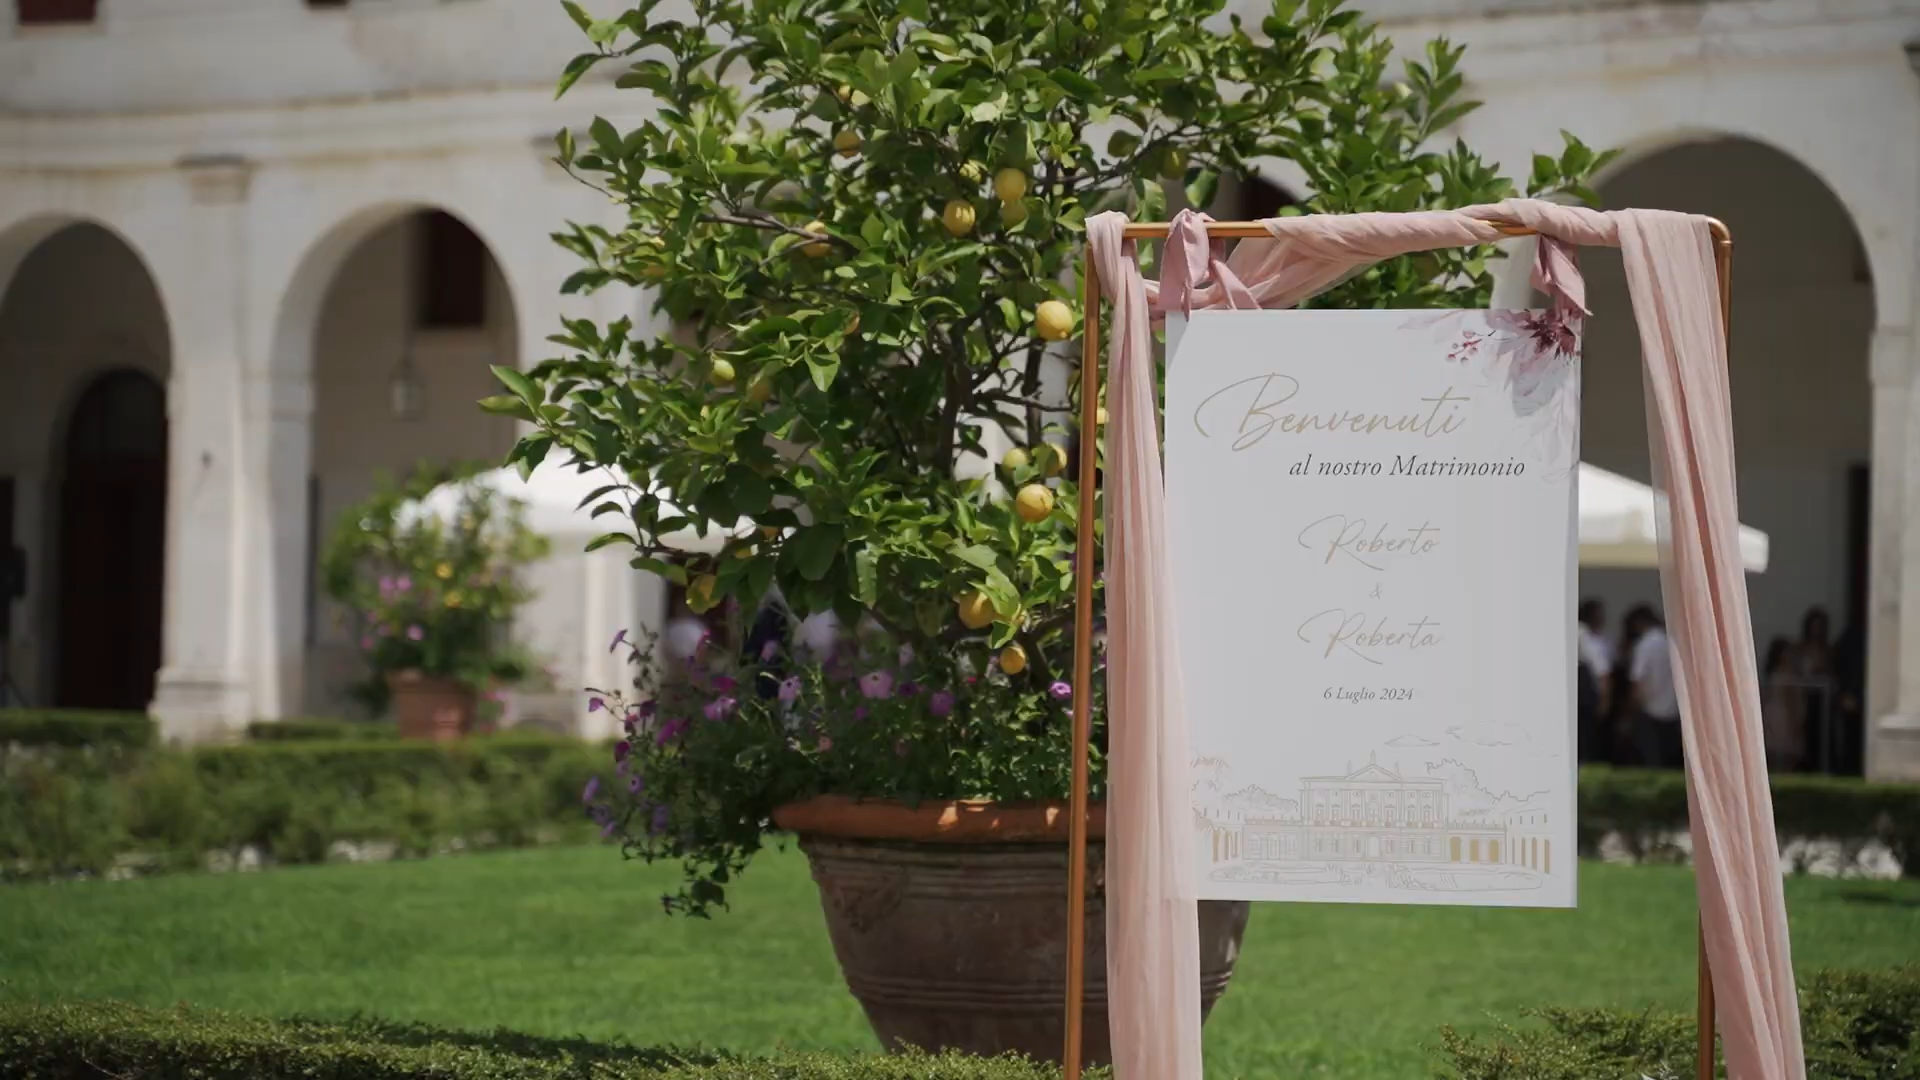 Benvenuti
al nostro Matrimonio
Roberto
&
Roberta
6 Luglio 2024